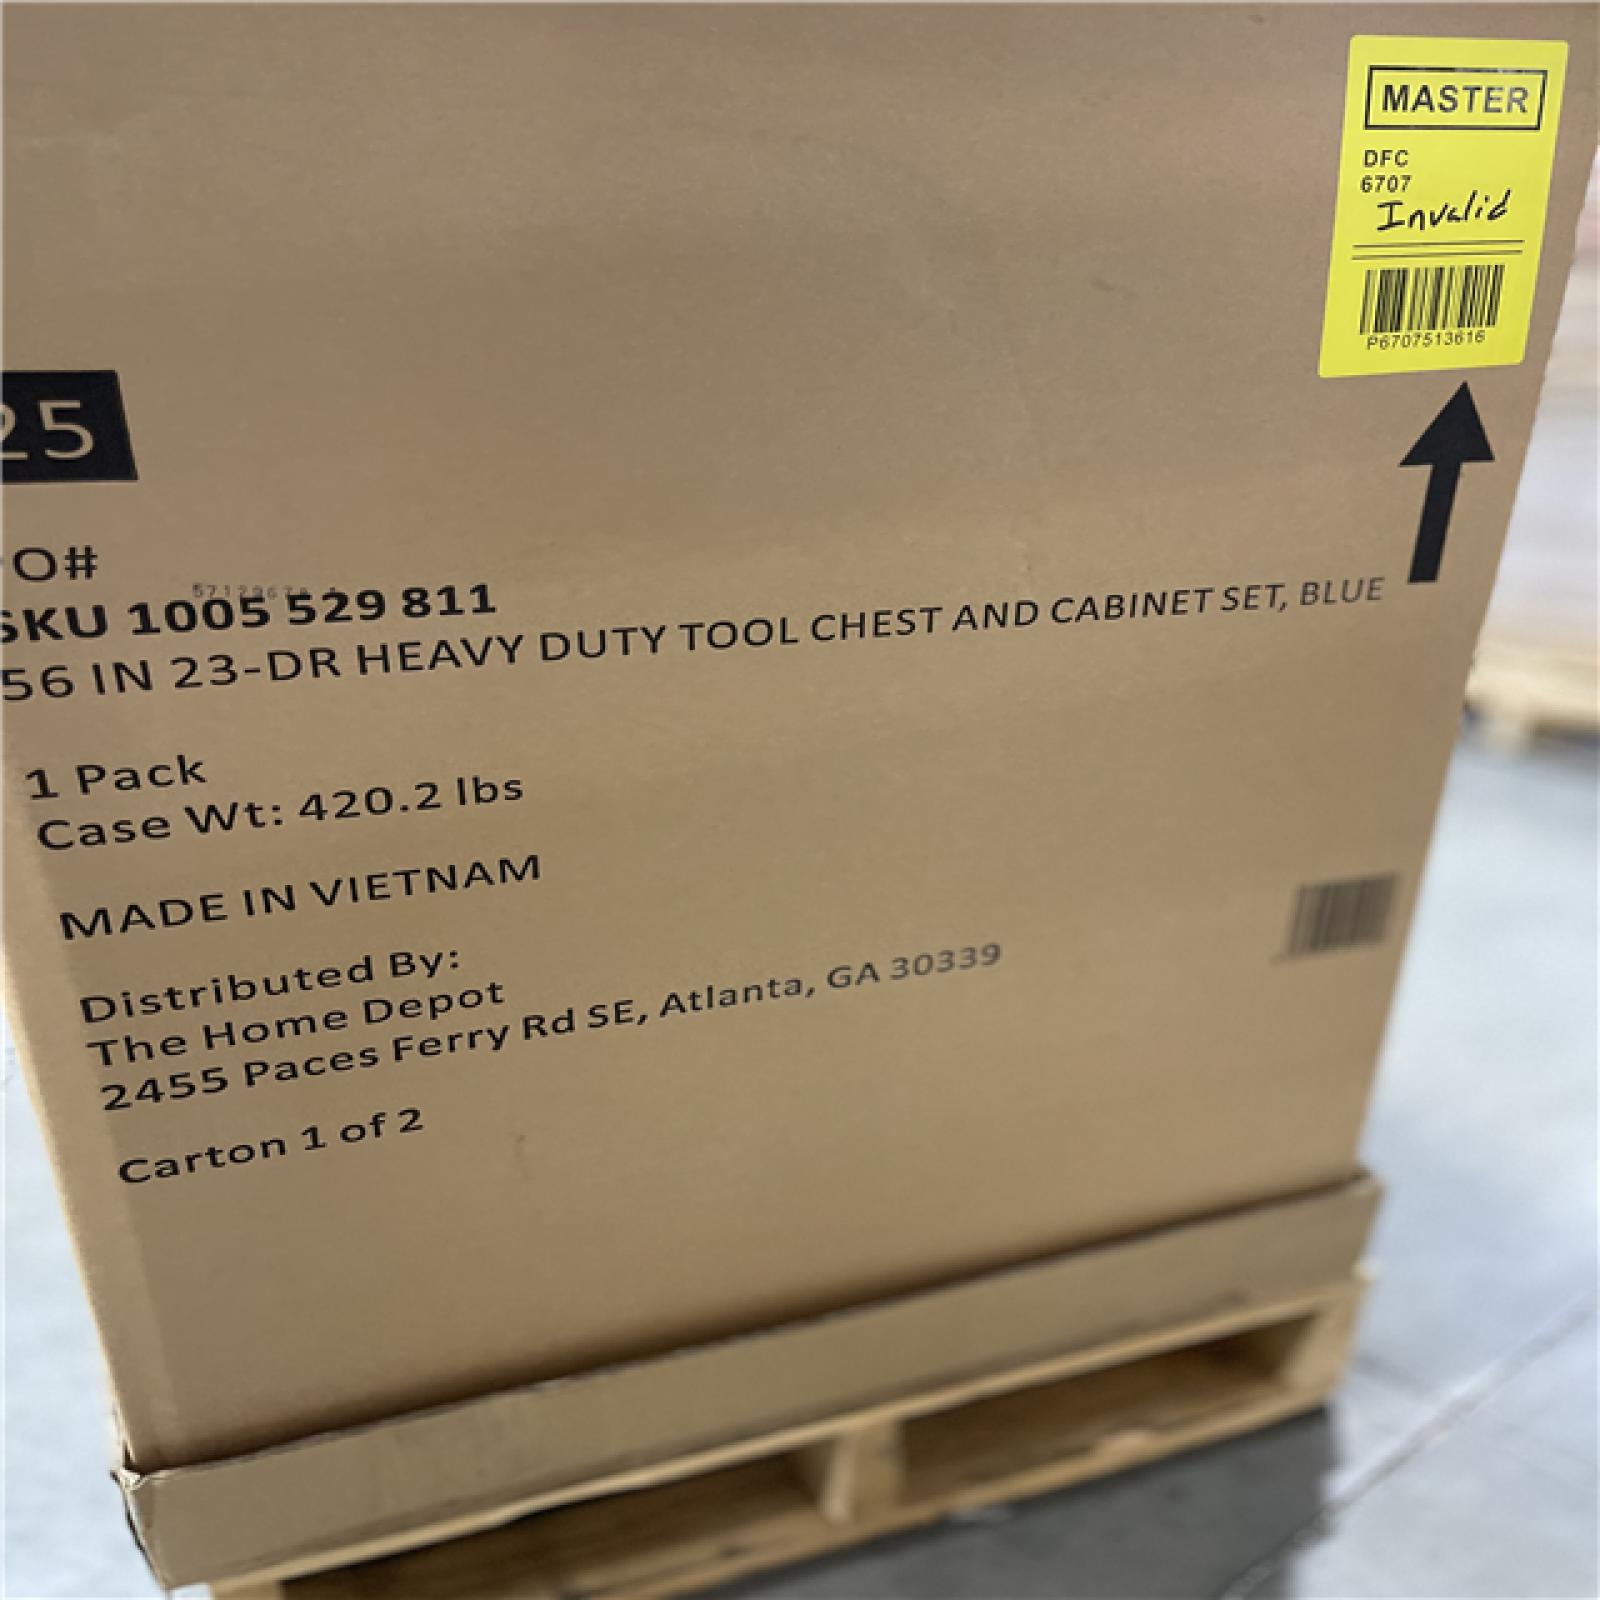 MASTER
DFC
6707
Invalid
P6707513616
25
O#
SKU 1005 529 811
56 IN 23-DR HEAVY DUTY TOOL CHEST AND CABINET SET, BLUE
1 Pack
Case Wt: 420.2 lbs
MADE IN VIETNAM
Distributed By:
The Home Depot
2455 Paces Ferry Rd SE, Atlanta, GA 30339
Carton 1 of 2